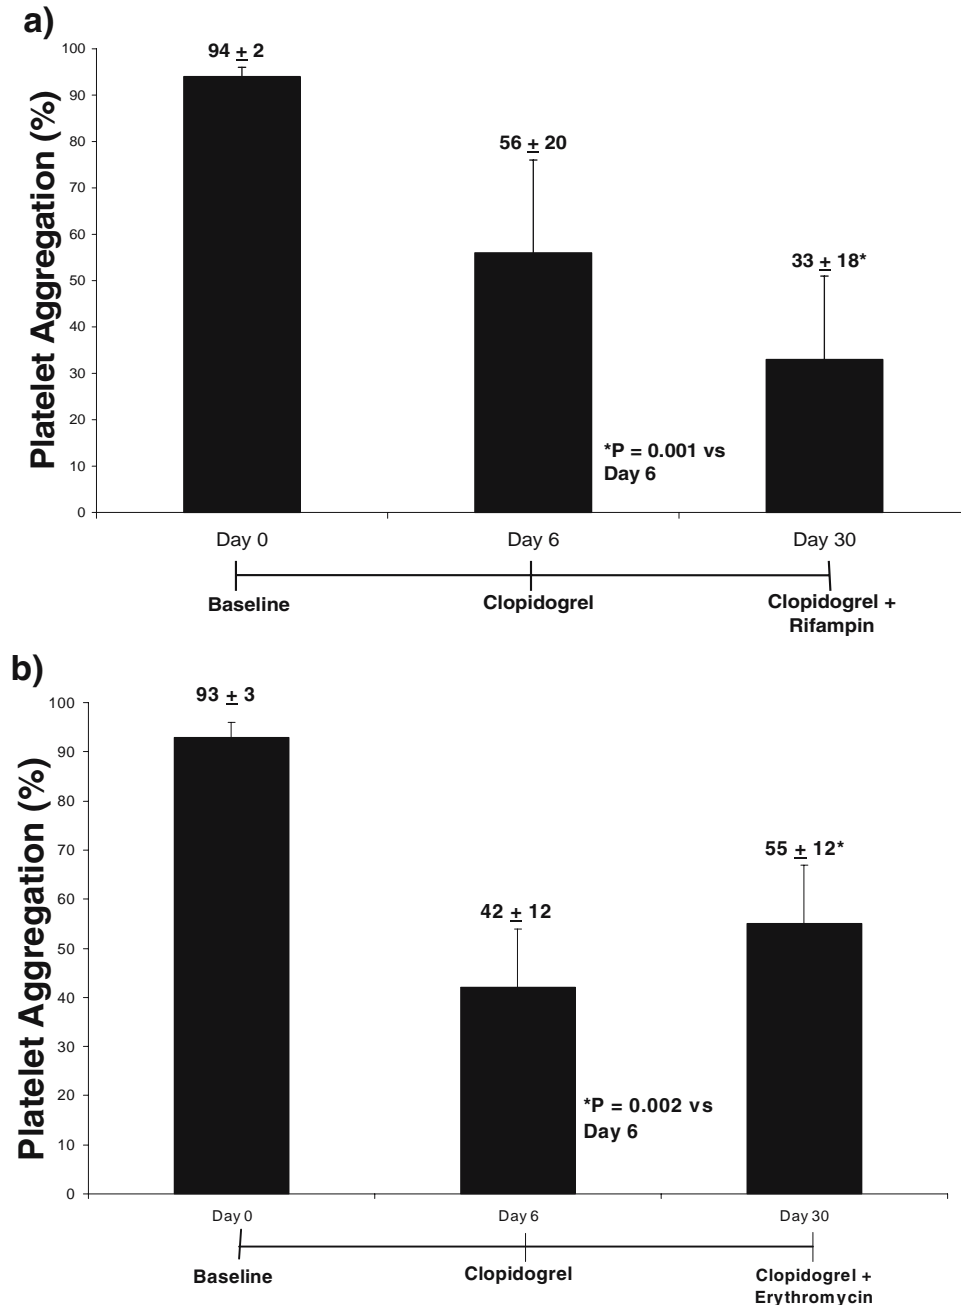 a)
Platelet Aggregation (%)
100
90
80
70
60
50
40
30
20
10
0
94 ± 2
56 ± 20
33 ± 18*
*P = 0.001 vs
Day 6
Day 0
Day 6
Day 30
Baseline
Clopidogrel
Clopidogrel +
Rifampin
b)
Platelet Aggregation (%)
100
90
80
70
60
50
40
30
20
10
0
93 ± 3
42 ± 12
55 ± 12*
*P = 0.002 vs
Day 6
Day 0
Day 6
Day 30
Baseline
Clopidogrel
Clopidogrel +
Erythromycin